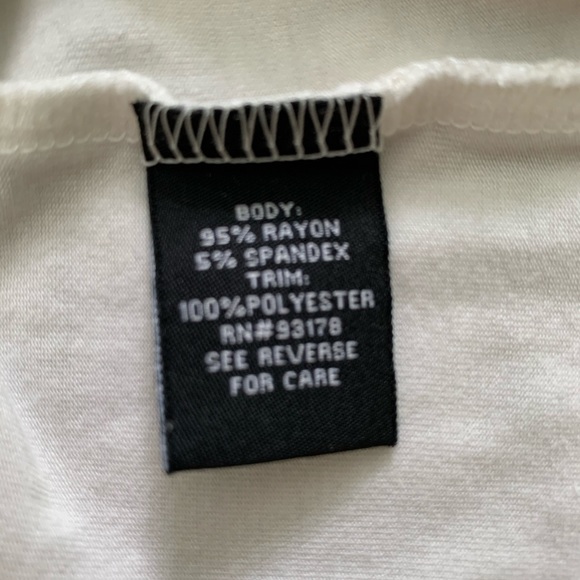 BODY:
95% RAYON
5% SPANDEX
TRIM:
100%POLYESTER
RN#93178
SEE REVERSE
FOR CARE